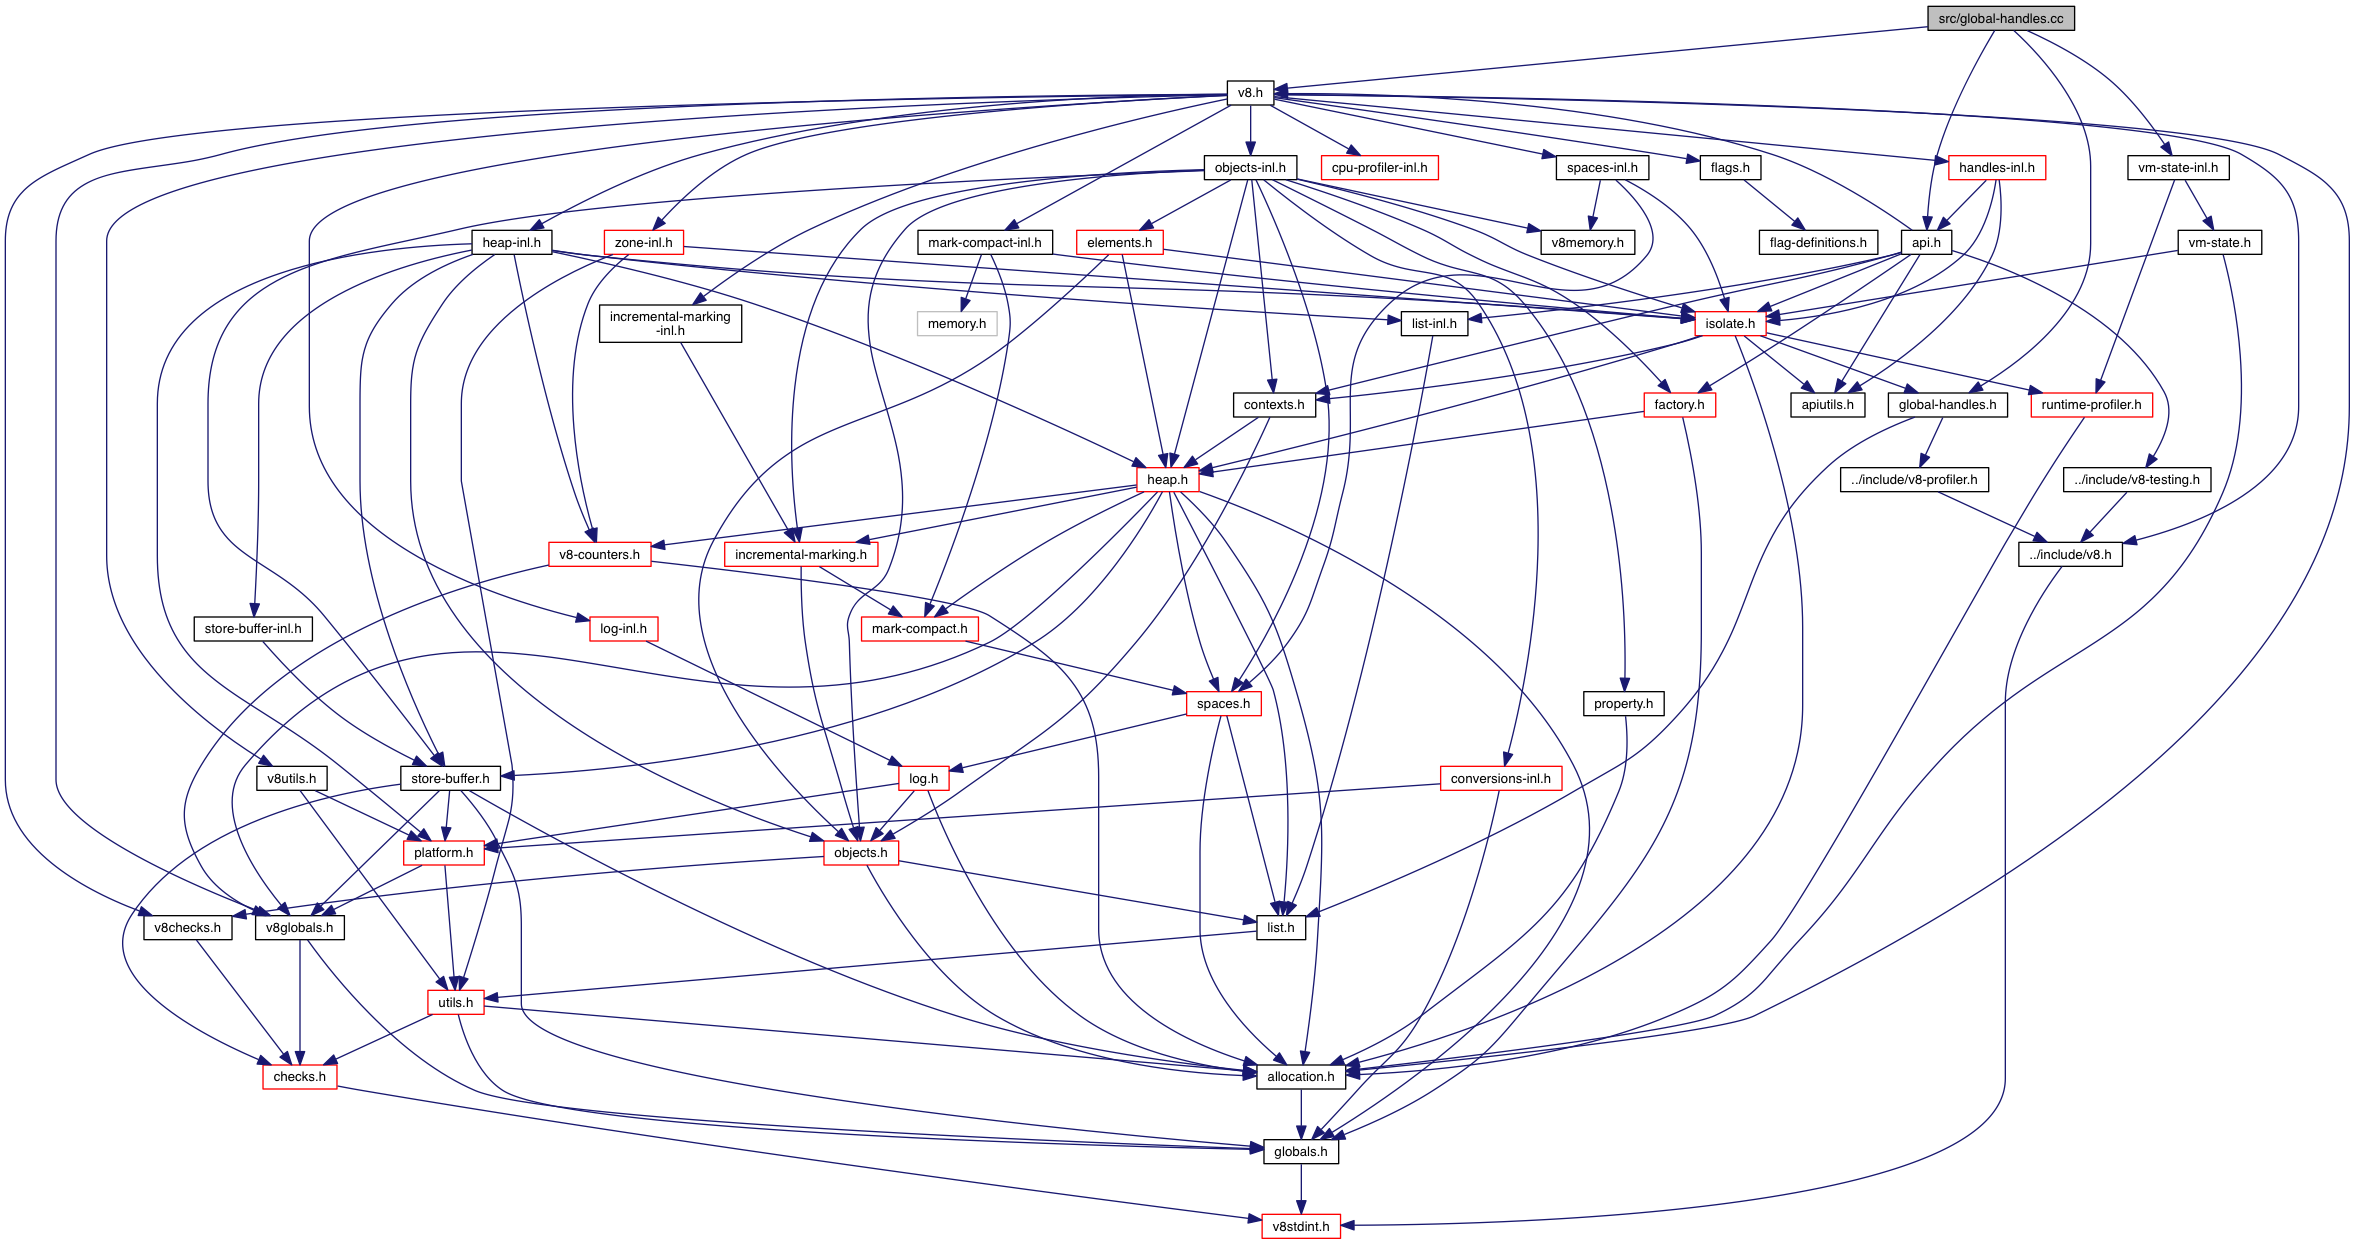 src/global-handles.cc
v8.h
objects-inl.h
cpu-profiler-inl.h
spaces-inl.h
flags.h
handles-inl.h
vm-state-inl.h
heap-inl.h
zone-inl.h
mark-compact-inl.h
elements.h
v8memory.h
flag-definitions.h
api.h
vm-state.h
incremental-marking
-inl.h
memory.h
list-inl.h
isolate.h
contexts.h
factory.h
apiutils.h
global-handles.h
runtime-profiler.h
heap.h
../include/v8-profiler.h
../include/v8-testing.h
v8-counters.h
incremental-marking.h
../include/v8.h
store-buffer-inl.h
log-inl.h
mark-compact.h
spaces.h
property.h
v8utils.h
store-buffer.h
log.h
conversions-inl.h
platform.h
objects.h
v8checks.h
v8globals.h
list.h
utils.h
checks.h
allocation.h
globals.h
v8stdint.h